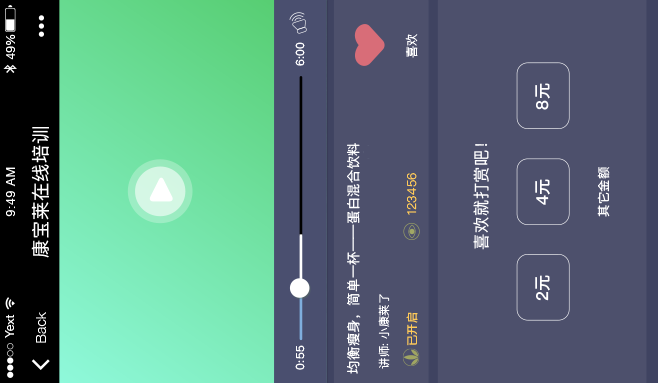 ●●●○○ Yext 9:49 AM 49%
Back 康宝莱在线培训 •••
0:55 6:00
均衡瘦身，简单一杯——蛋白混合饮料
讲师: 小康莱了 喜欢
已开启 123456
喜欢就打赏吧！
2元 4元 8元
其它金额